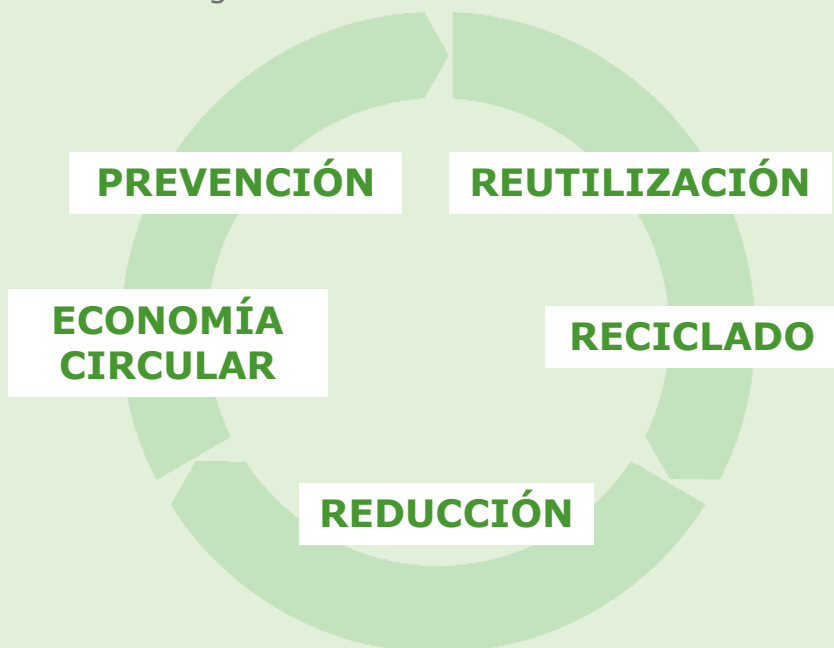 PREVENCIÓN
REUTILIZACIÓN
ECONOMÍA
CIRCULAR
RECICLADO
REDUCCIÓN